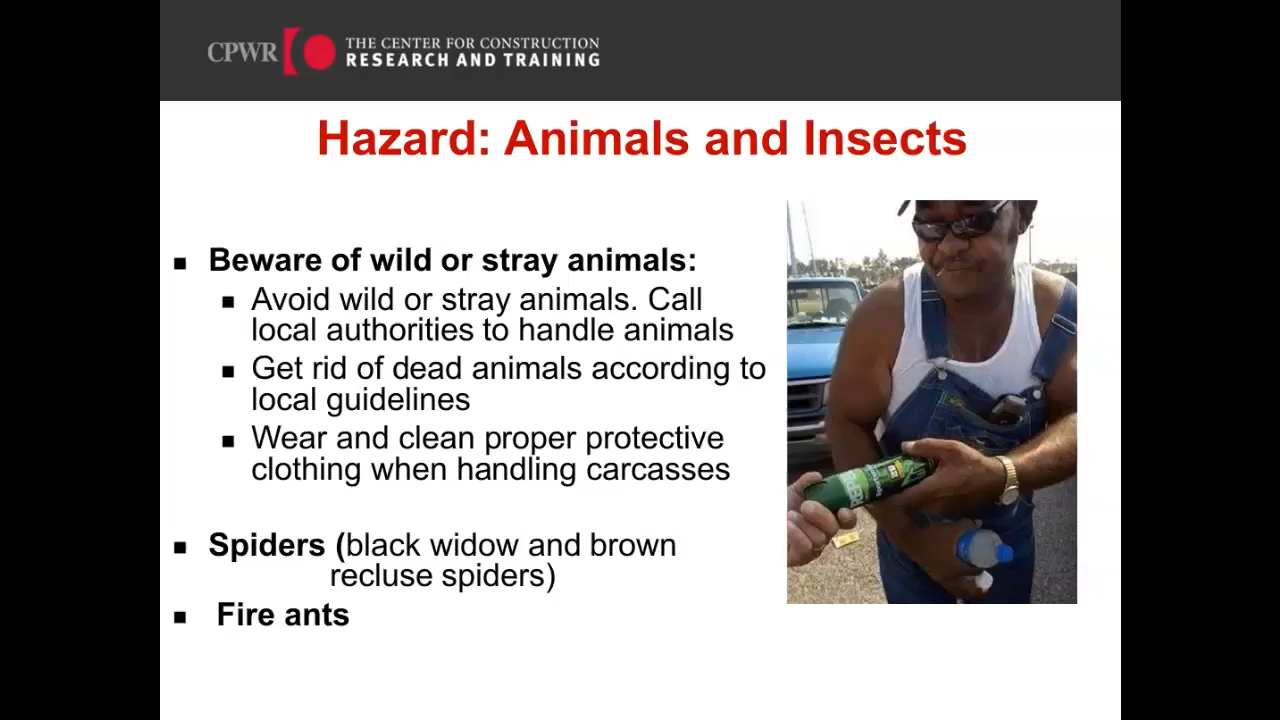 CPWR
THE CENTER FOR CONSTRUCTION
RESEARCH AND TRAINING
Hazard: Animals and Insects
Beware of wild or stray animals:
Avoid wild or stray animals. Call
local authorities to handle animals
Get rid of dead animals according to
local guidelines
Wear and clean proper protective
clothing when handling carcasses
Spiders (black widow and brown
recluse spiders)
Fire ants